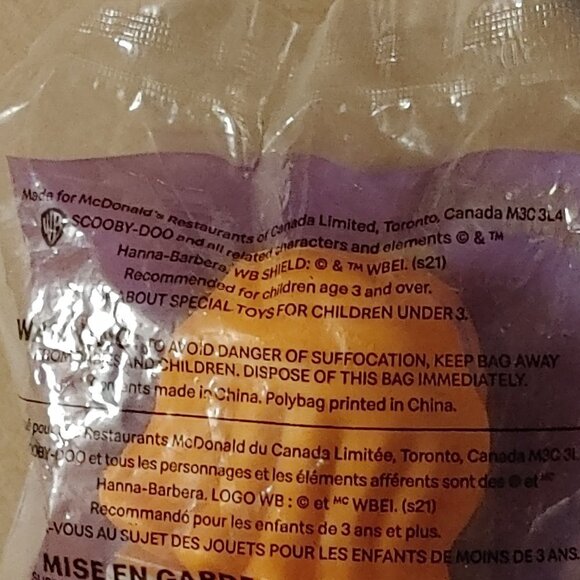 Made for McDonald's Restaurants of Canada Limited, Toronto, Canada M3C 3L4
WB SCOOBY-DOO and all related characters and elements © & ™
Hanna-Barbera. WB SHIELD: © & ™ WBEI. (s21)
Recommended for children age 3 and over.
ABOUT SPECIAL TOYS FOR CHILDREN UNDER 3.
TO AVOID DANGER OF SUFFOCATION, KEEP BAG AWAY
AND CHILDREN. DISPOSE OF THIS BAG IMMEDIATELY.
made in China. Polybag printed in China.
Restaurants McDonald du Canada Limitée, Toronto, Canada M3C 3L
OBY-DOO et tous les personnages et les éléments afférents sont des © et MC
Hanna-Barbera. LOGO WB : © et MC WBEI. (s21)
Recommandé pour les enfants de 3 ans et plus.
-VOUS AU SUJET DES JOUETS POUR LES ENFANTS DE MOINS DE 3 ANS.
MISE EN GARDE